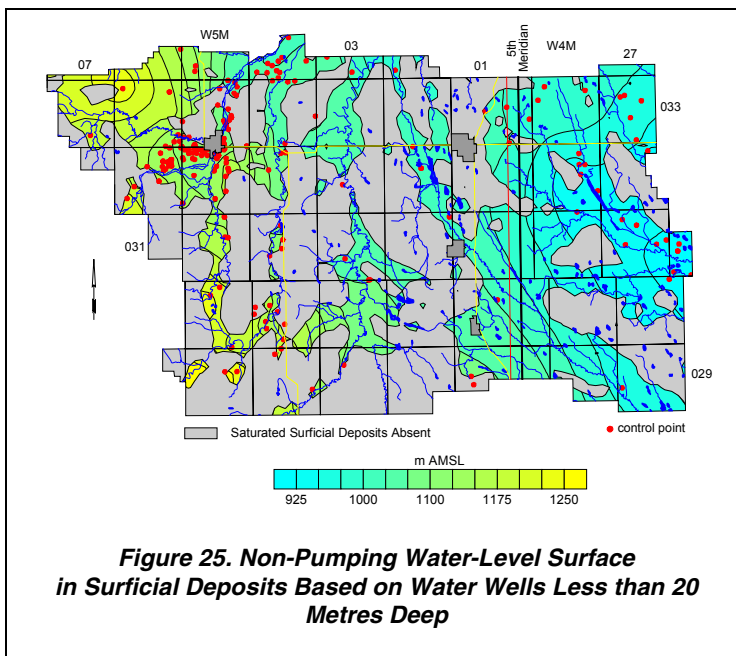 W5M
07
03
01
5th
Meridian
W4M
27
033
031
029
Saturated Surficial Deposits Absent
control point
m AMSL
925
1000
1100
1175
1250
Figure 25. Non-Pumping Water-Level Surface
in Surficial Deposits Based on Water Wells Less than 20
Metres Deep